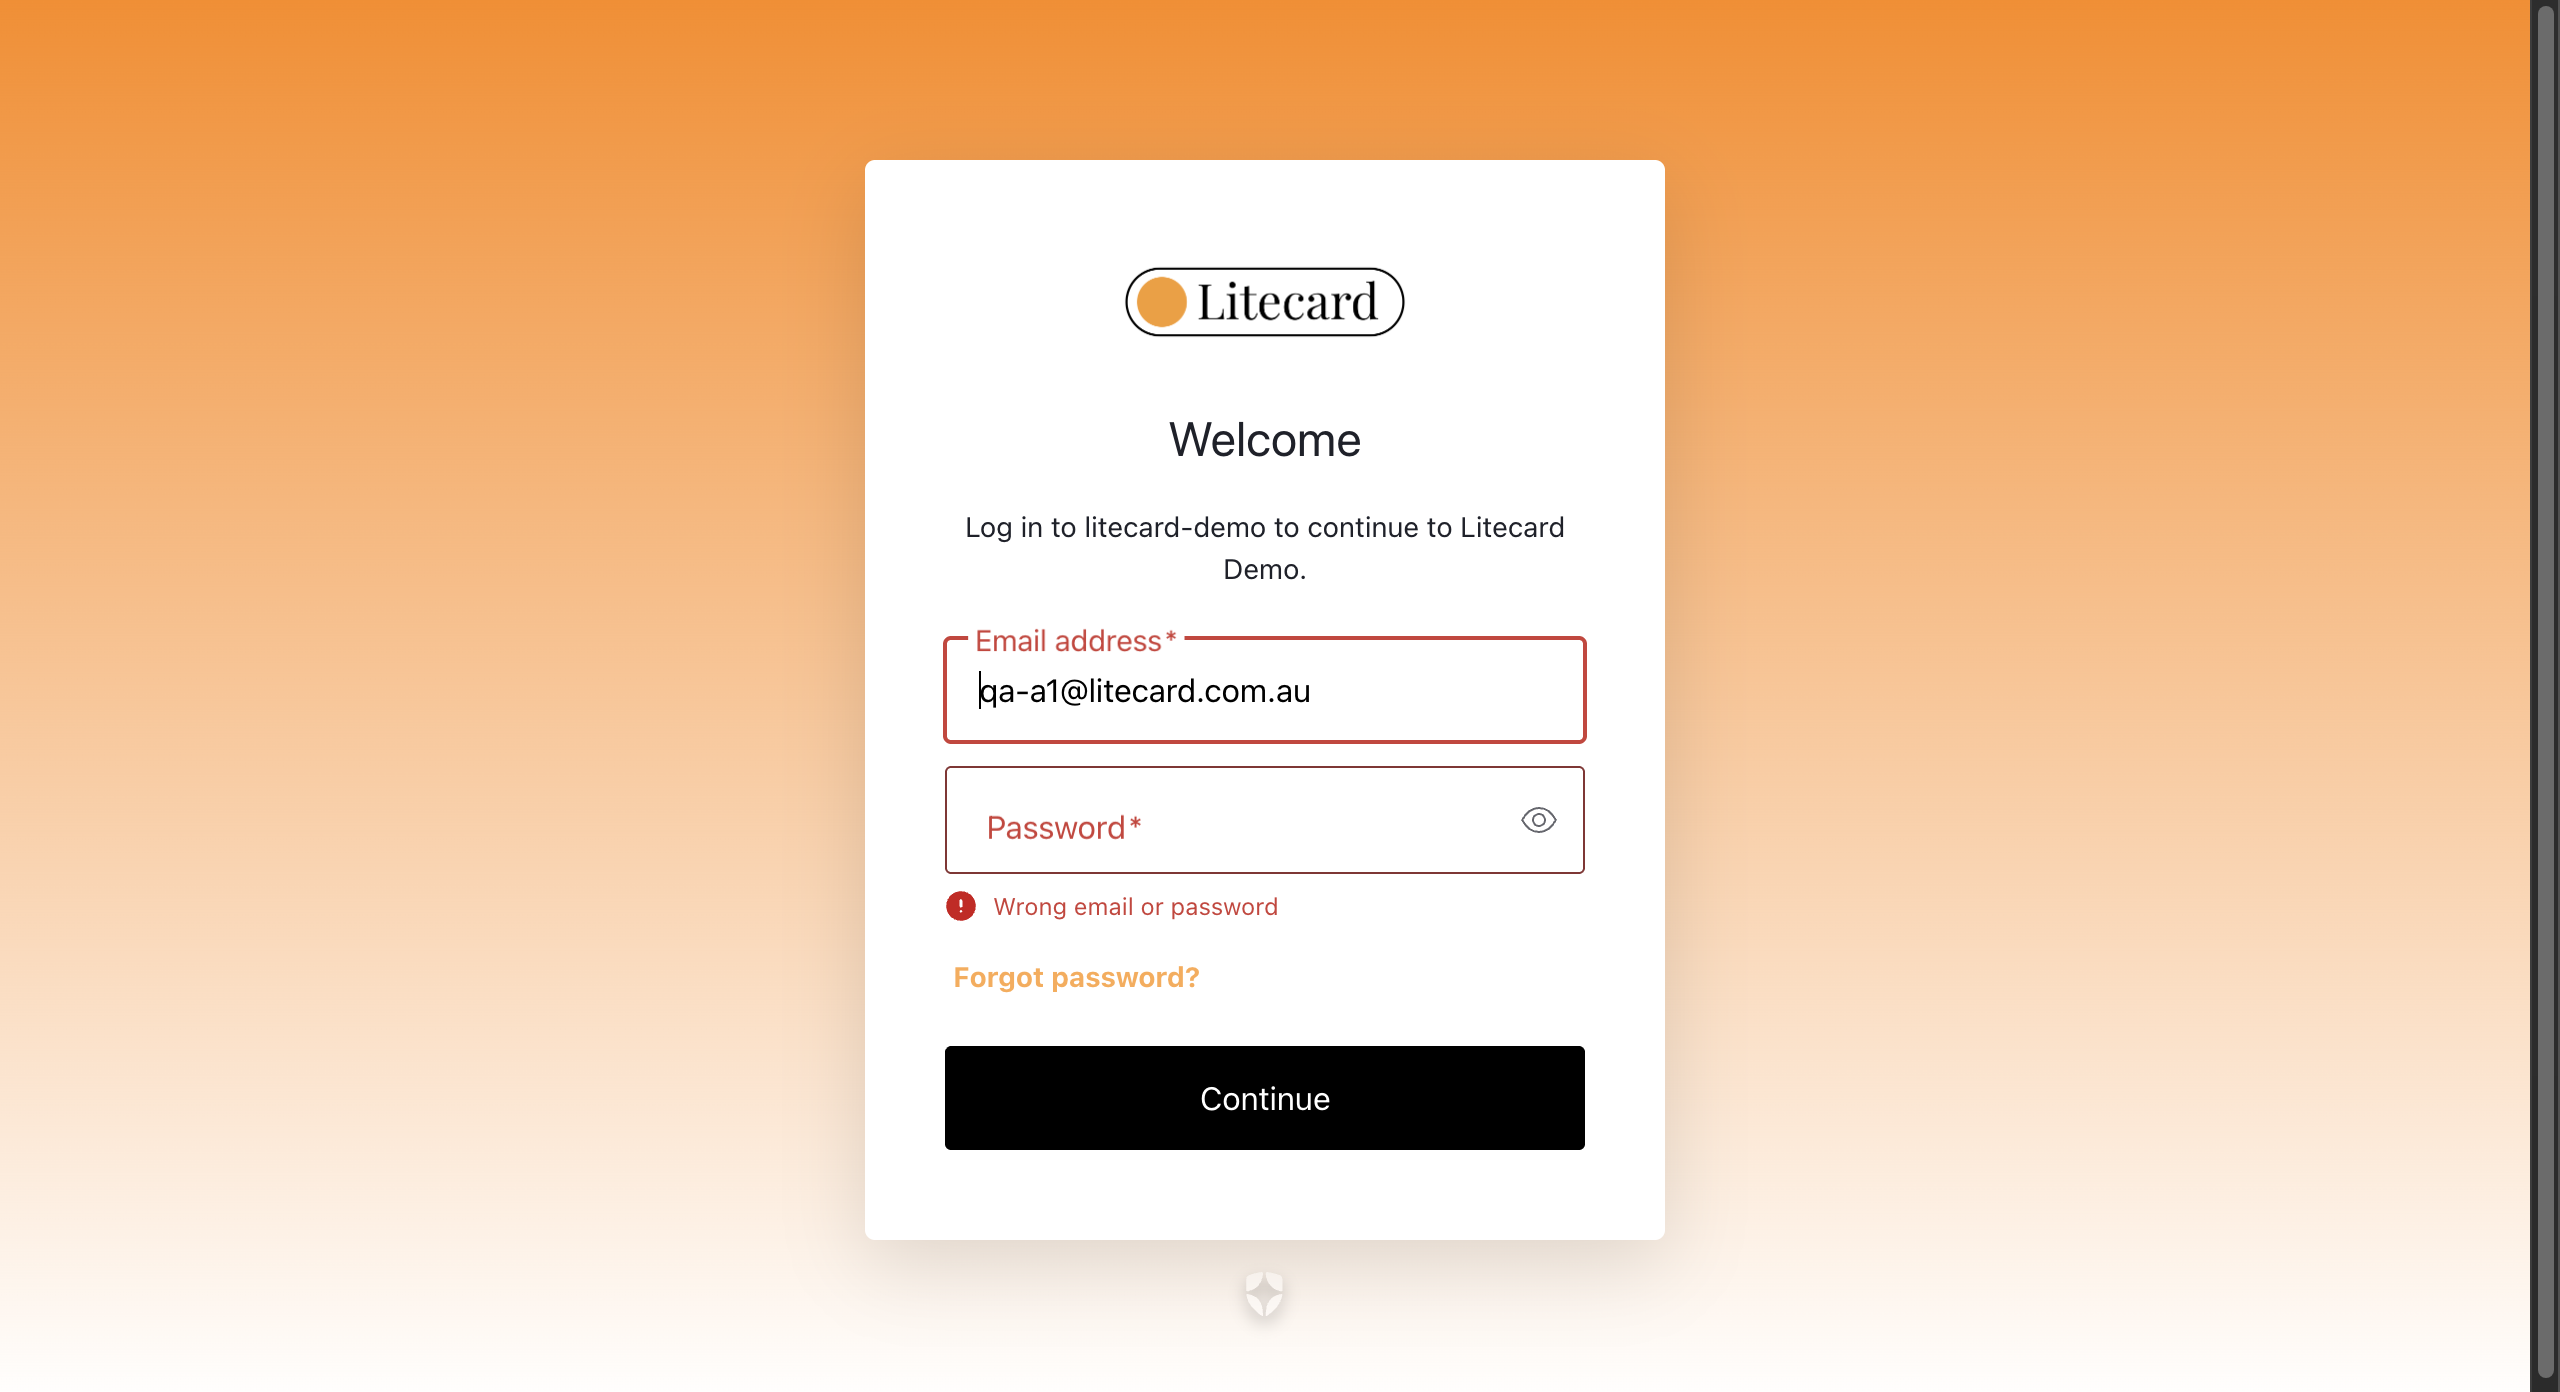 Litecard
Welcome
Log in to litecard-demo to continue to Litecard
Demo.
Email address*
qa-a1@litecard.com.au
Password*
Wrong email or password
Forgot password?
Continue